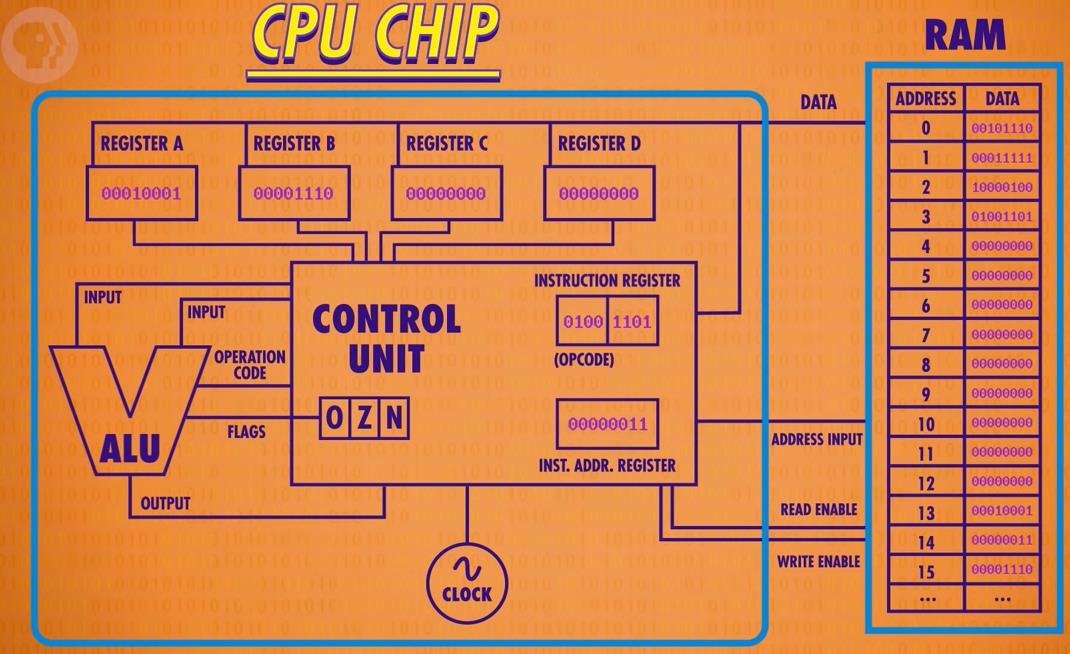 CPU CHIP
RAM
DATA
ADDRESS DATA
0 00101110
1 00011111
2 10000100
3 01001101
4 00000000
5 00000000
6 00000000
7 00000000
8 00000000
9 00000000
10 00000000
11 00000000
12 00000000
13 00010001
14 00000011
15 00001110
... ...
REGISTER A REGISTER B REGISTER C REGISTER D
00010001 00001110 00000000 00000000
INPUT
INPUT
OPERATION
CODE
FLAGS
ALU
OUTPUT
CONTROL
UNIT
O Z N
INSTRUCTION REGISTER
0100 1101
(OPCODE)
00000011
INST. ADDR. REGISTER
CLOCK
ADDRESS INPUT
READ ENABLE
WRITE ENABLE